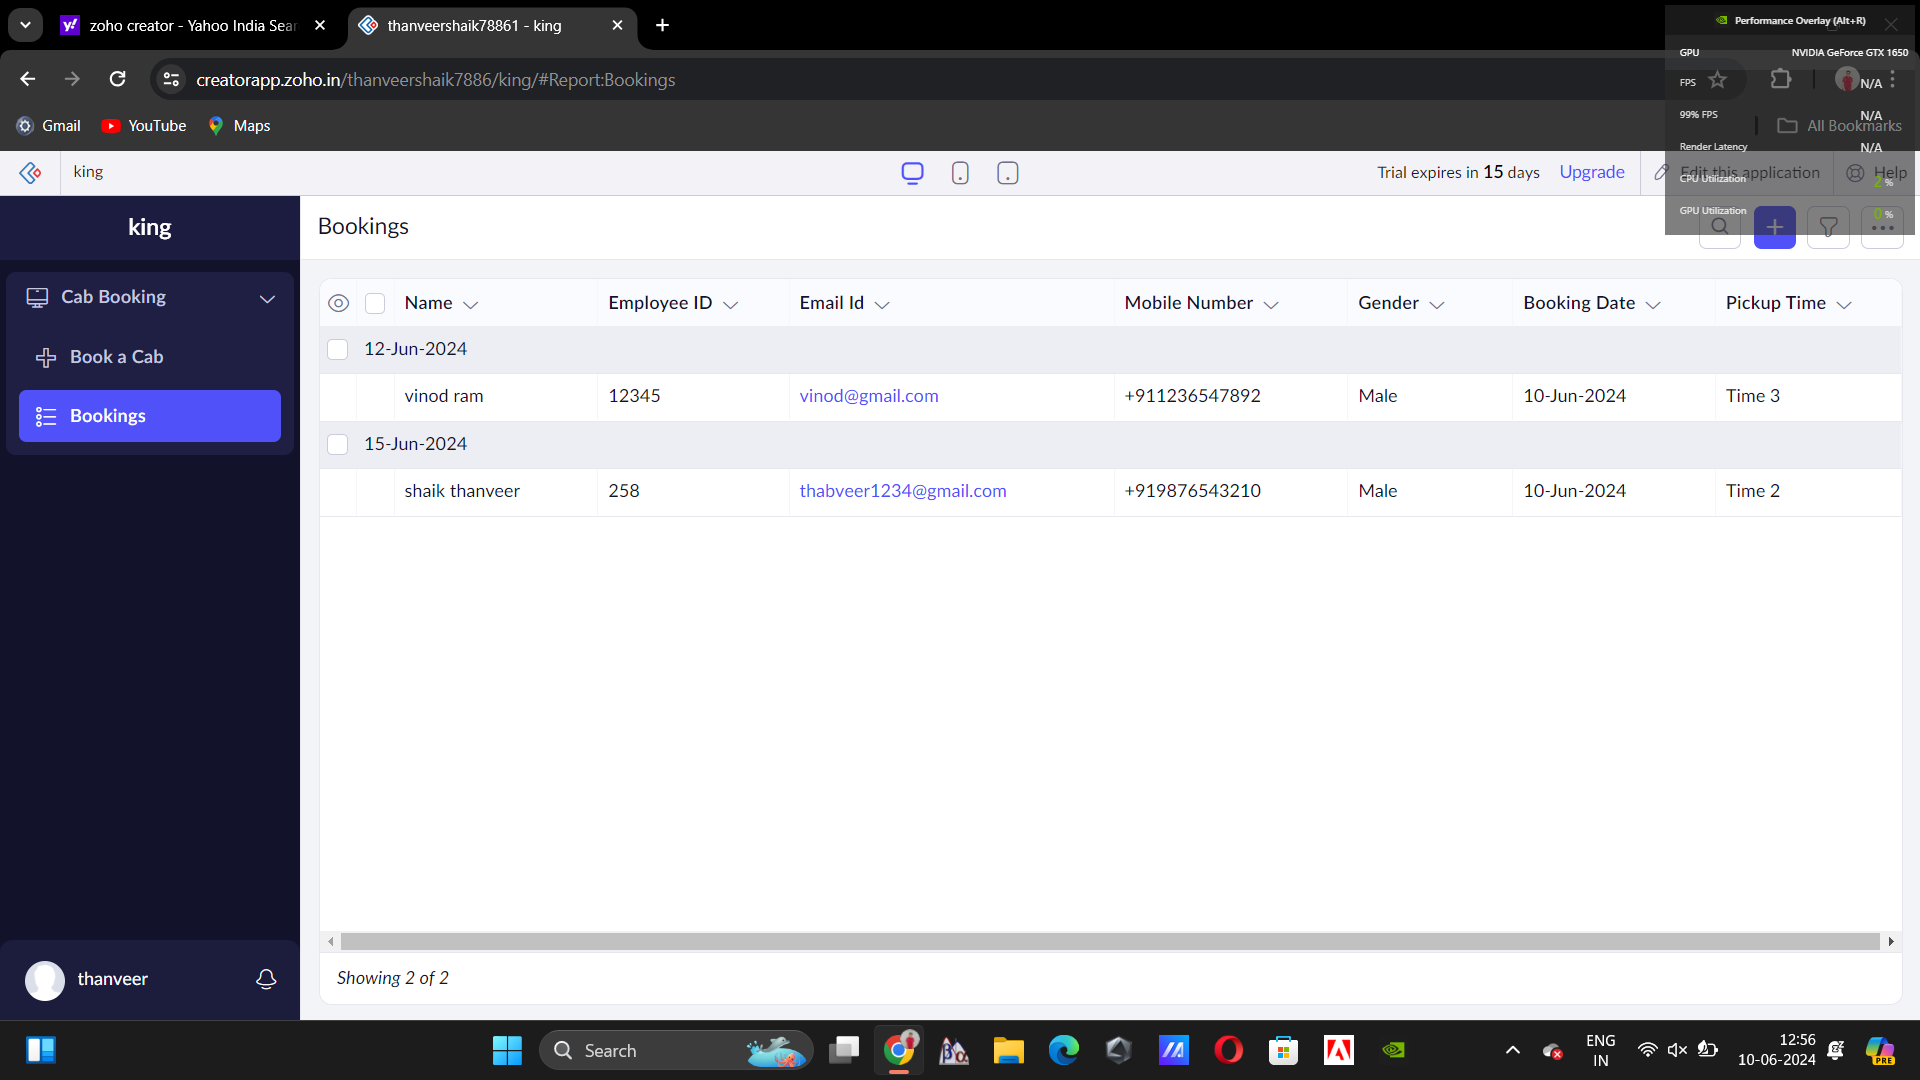 zoho creator - Yahoo India Sear
thanveershaik78861 - king
Performance Overlay (Alt+R)
GPU NVIDIA GeForce GTX 1650
creatorapp.zoho.in/thanveershaik7886/king/#Report:Bookings
FPS N/A
99% FPS N/A
Gmail YouTube Maps
All Bookmarks
Render Latency N/A
king
Trial expires in 15 days Upgrade Edit this application Help
CPU Utilization 2 %
GPU Utilization 0 %
king
Bookings
Cab Booking
Book a Cab
Bookings
Name Employee ID Email Id Mobile Number Gender Booking Date Pickup Time
12-Jun-2024
vinod ram 12345 vinod@gmail.com +911236547892 Male 10-Jun-2024 Time 3
15-Jun-2024
shaik thanveer 258 thabveer1234@gmail.com +919876543210 Male 10-Jun-2024 Time 2
thanveer
Showing 2 of 2
Search
ENG
IN
12:56
10-06-2024
PRE